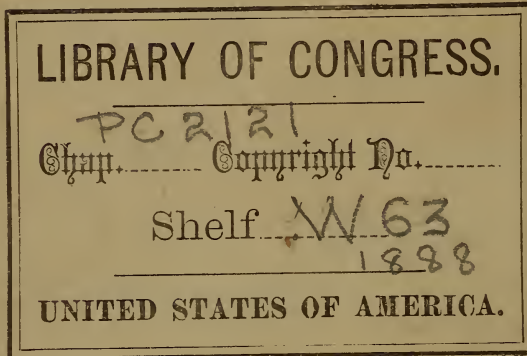 LIBRARY OF CONGRESS.
PC 2121
Chap. Copyright No.
Shelf .W63
1888
UNITED STATES OF AMERICA.